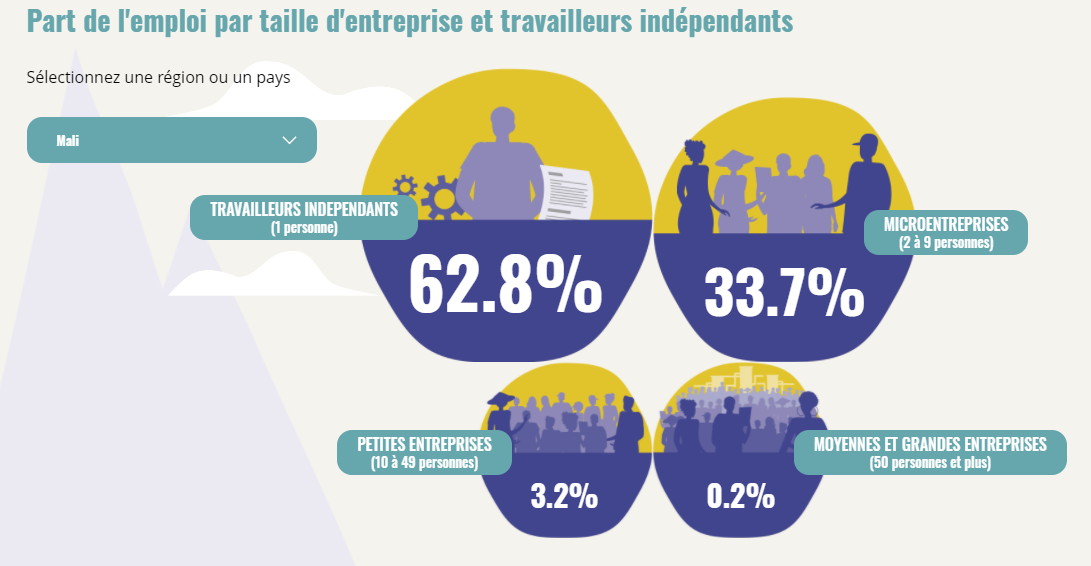 Part de l'emploi par taille d'entreprise et travailleurs indépendants
Sélectionnez une région ou un pays
Mali
TRAVAILLEURS INDEPENDANTS
(1 personne)
62.8%
MICROENTREPRISES
(2 à 9 personnes)
33.7%
PETITES ENTREPRISES
(10 à 49 personnes)
3.2%
MOYENNES ET GRANDES ENTREPRISES
(50 personnes et plus)
0.2%